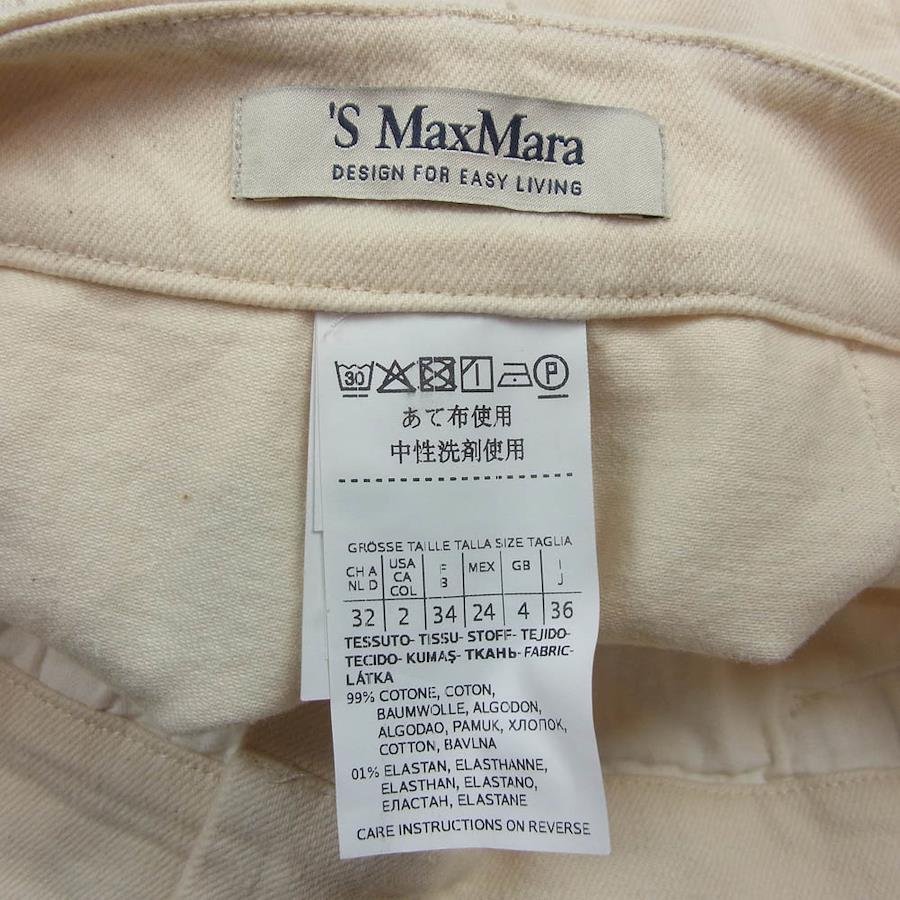 'S MaxMara
DESIGN FOR EASY LIVING
30 P
あて布使用
中性洗剤使用
GRÖSSE TAILLE TALLA SIZE TAGLIA
CH A NL D USA CA COL F B MEX GB I J
32 2 34 24 4 36
TESSUTO- TISSU- STOFF- TEJIDO-
TECIDO- KUMAŞ- ТКАНЬ- FABRIC-
LÁTKA
99% COTONE, COTON,
BAUMWOLLE, ALGODON,
ALGODAO, PAMUK, ХЛОПОК,
COTTON, BAVLNA
01% ELASTAN, ELASTHANNE,
ELASTHAN, ELASTANO,
ЕЛАСТАН, ELASTANE
CARE INSTRUCTIONS ON REVERSE